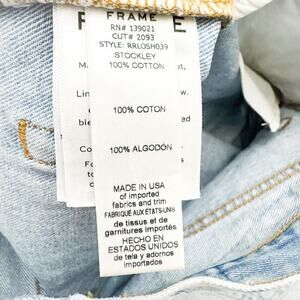 FRAME
RN# 139021
CUT# 2093
STYLE: RRLOSH039
STOCKLEY
100% COTTON
100% COTON
100% ALGODÓN
MADE IN USA
of imported
fabrics and trim
FABRIQUÉ AUX ÉTATS-UNIS
de tissus et de
garnitures importés
HECHO EN
ESTADOS UNIDOS
de tela y adornos
importados